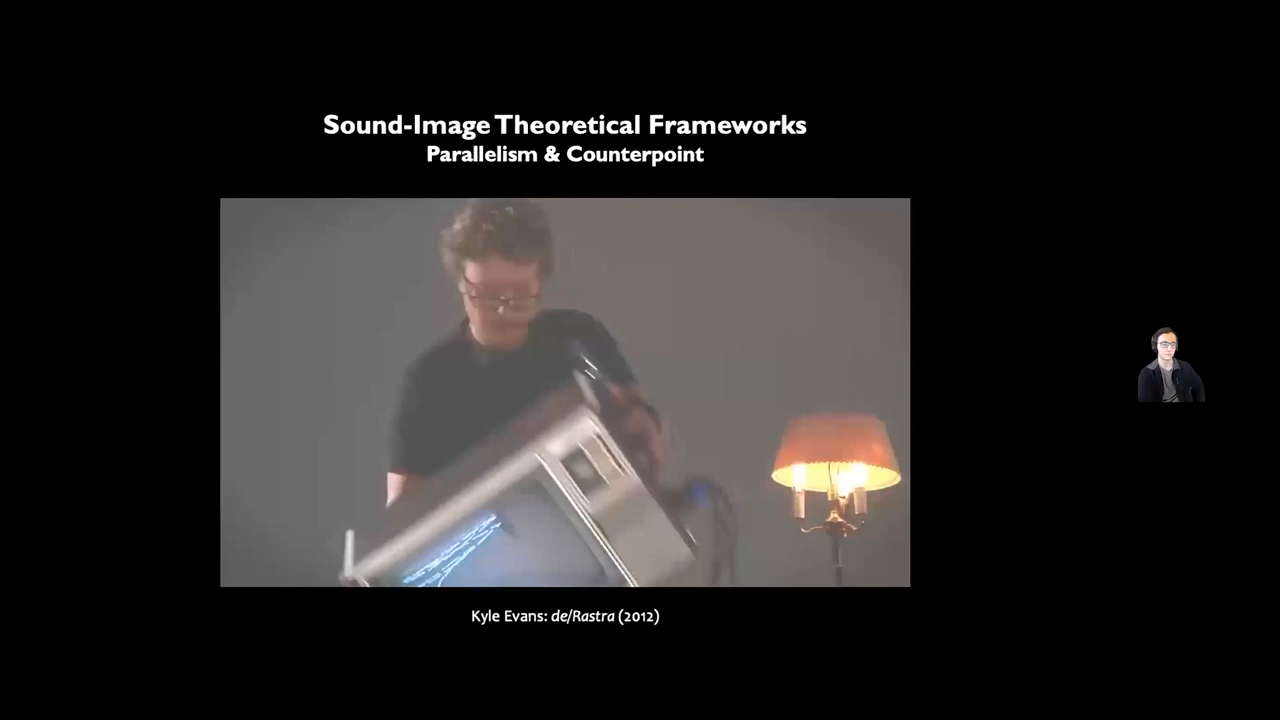 Sound-Image Theoretical Frameworks
Parallelism & Counterpoint
Kyle Evans: de/Rastra (2012)